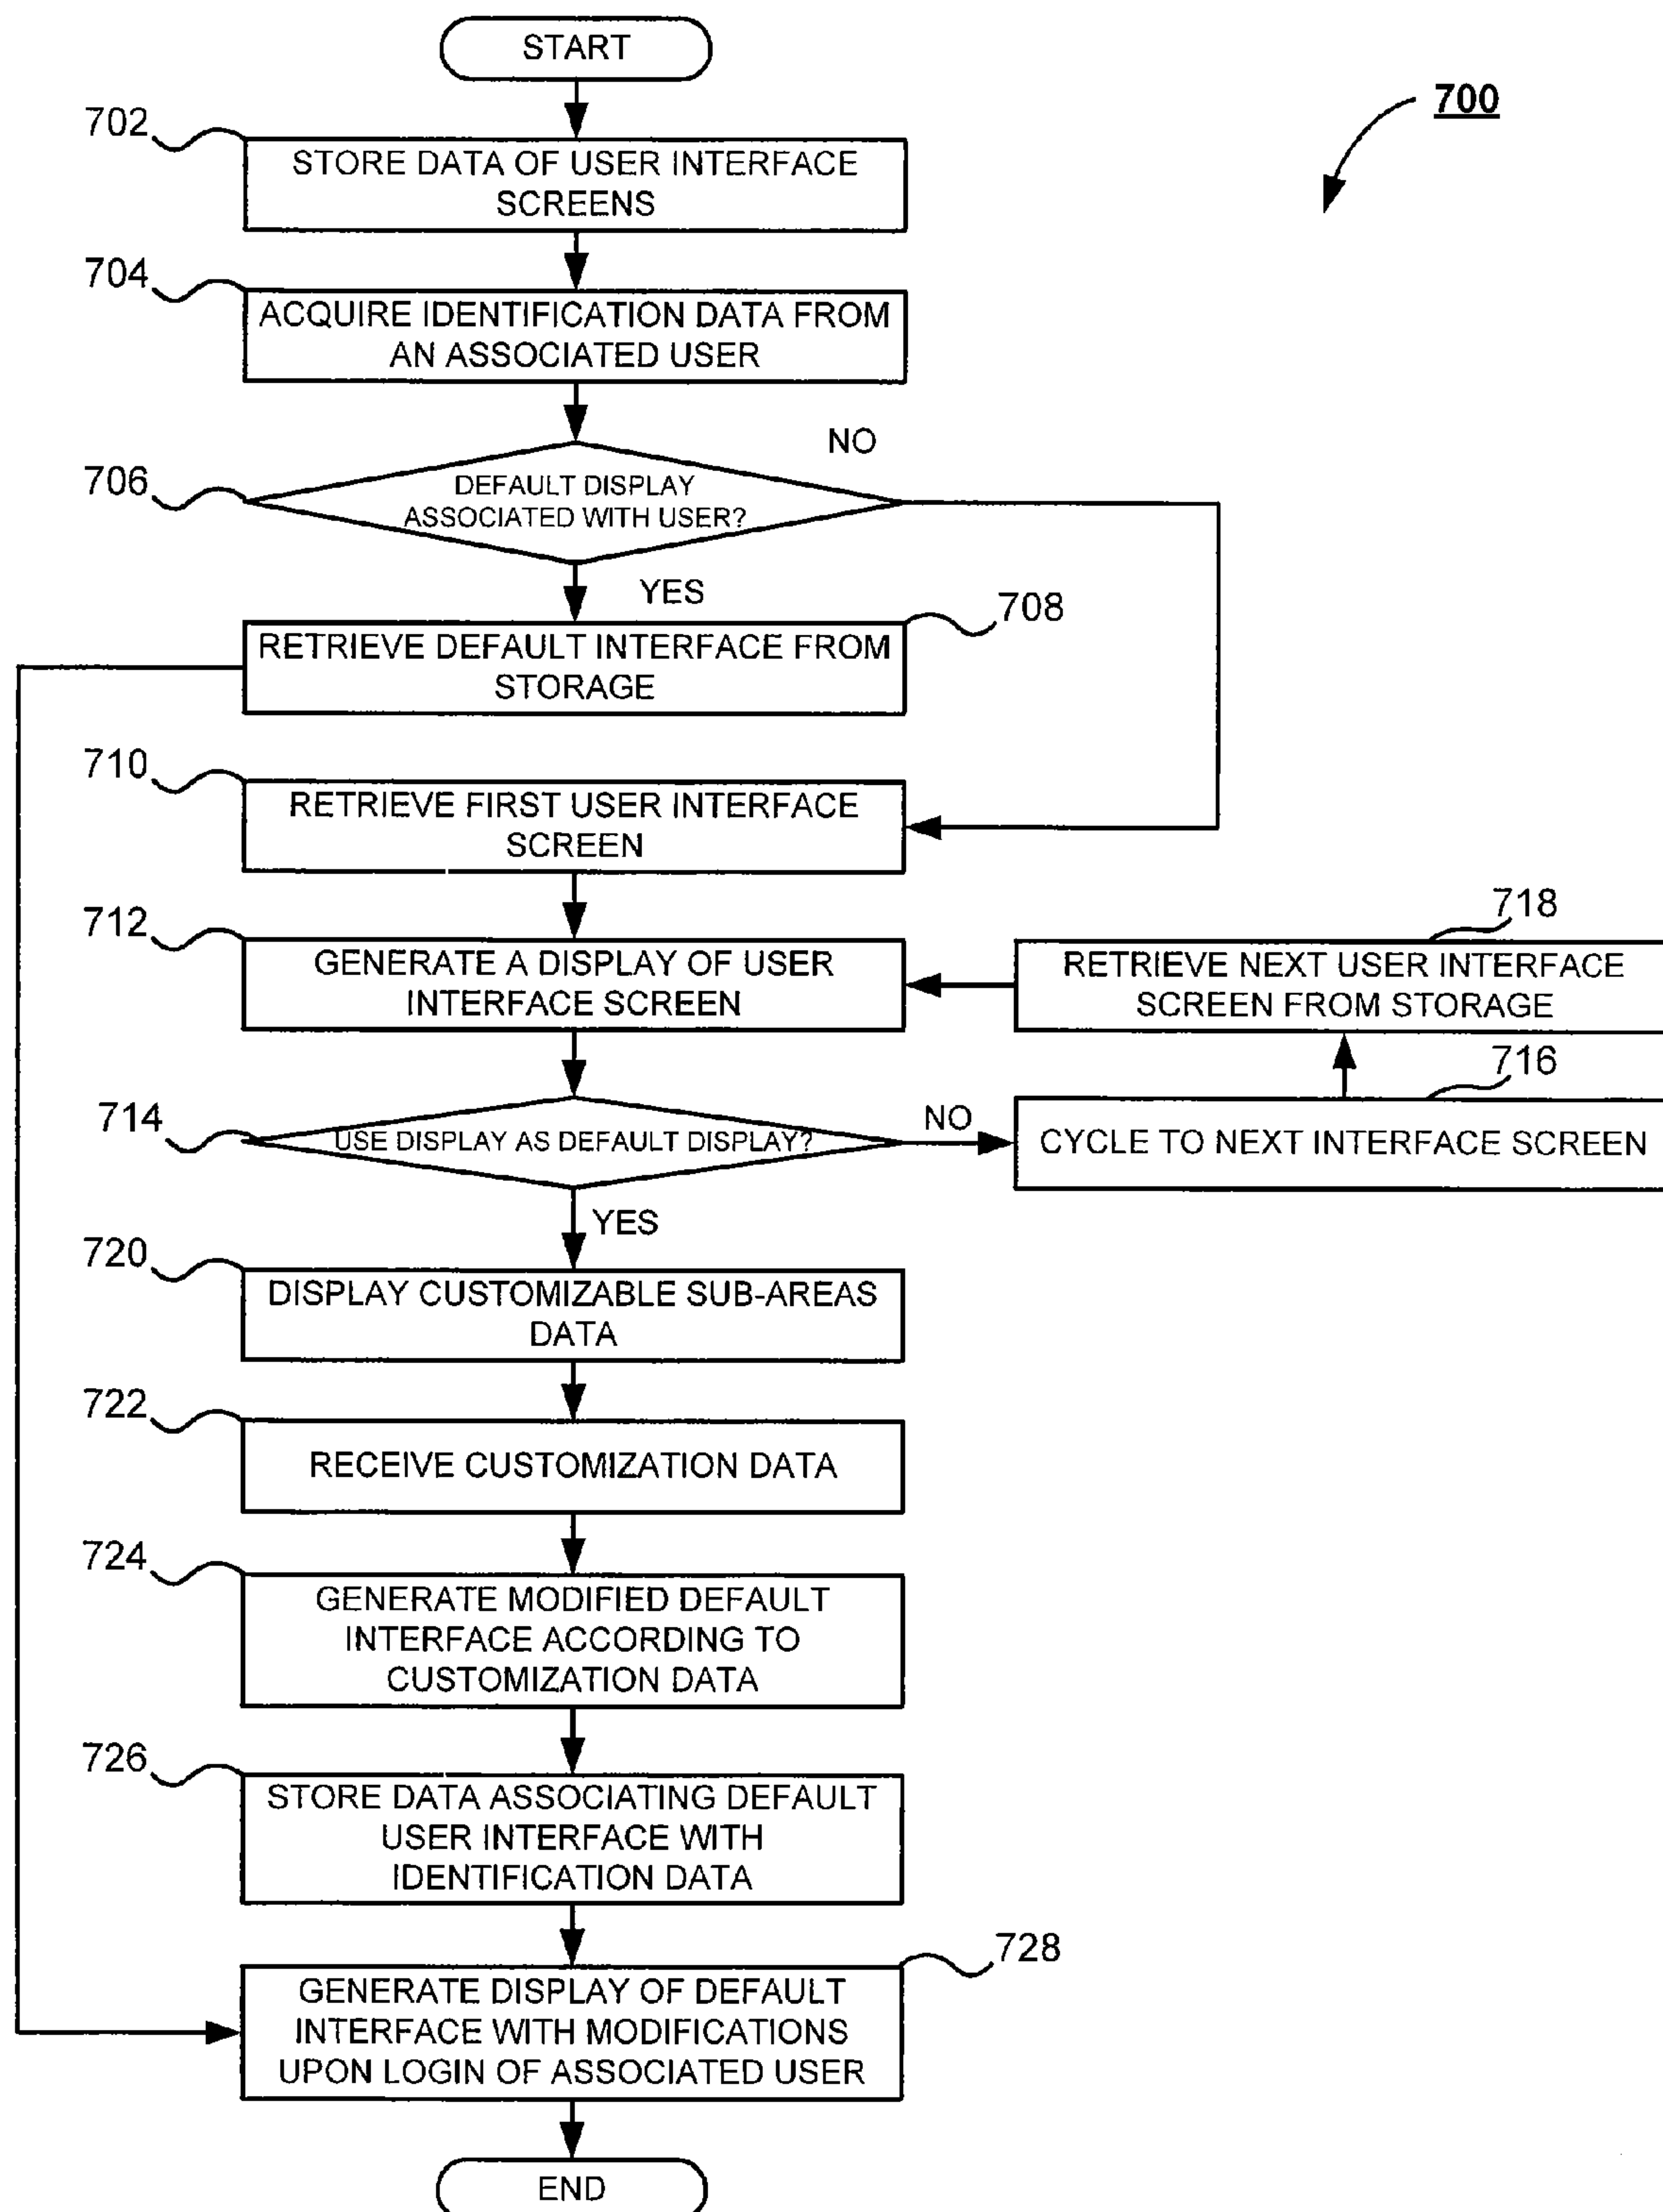 START
700
702
STORE DATA OF USER INTERFACE
SCREENS
704
ACQUIRE IDENTIFICATION DATA FROM
AN ASSOCIATED USER
NO
706
DEFAULT DISPLAY
ASSOCIATED WITH USER?
YES
708
RETRIEVE DEFAULT INTERFACE FROM
STORAGE
710
RETRIEVE FIRST USER INTERFACE
SCREEN
712
GENERATE A DISPLAY OF USER
INTERFACE SCREEN
718
RETRIEVE NEXT USER INTERFACE
SCREEN FROM STORAGE
716
CYCLE TO NEXT INTERFACE SCREEN
714
USE DISPLAY AS DEFAULT DISPLAY?
NO
YES
720
DISPLAY CUSTOMIZABLE SUB-AREAS
DATA
722
RECEIVE CUSTOMIZATION DATA
724
GENERATE MODIFIED DEFAULT
INTERFACE ACCORDING TO
CUSTOMIZATION DATA
726
STORE DATA ASSOCIATING DEFAULT
USER INTERFACE WITH
IDENTIFICATION DATA
728
GENERATE DISPLAY OF DEFAULT
INTERFACE WITH MODIFICATIONS
UPON LOGIN OF ASSOCIATED USER
END